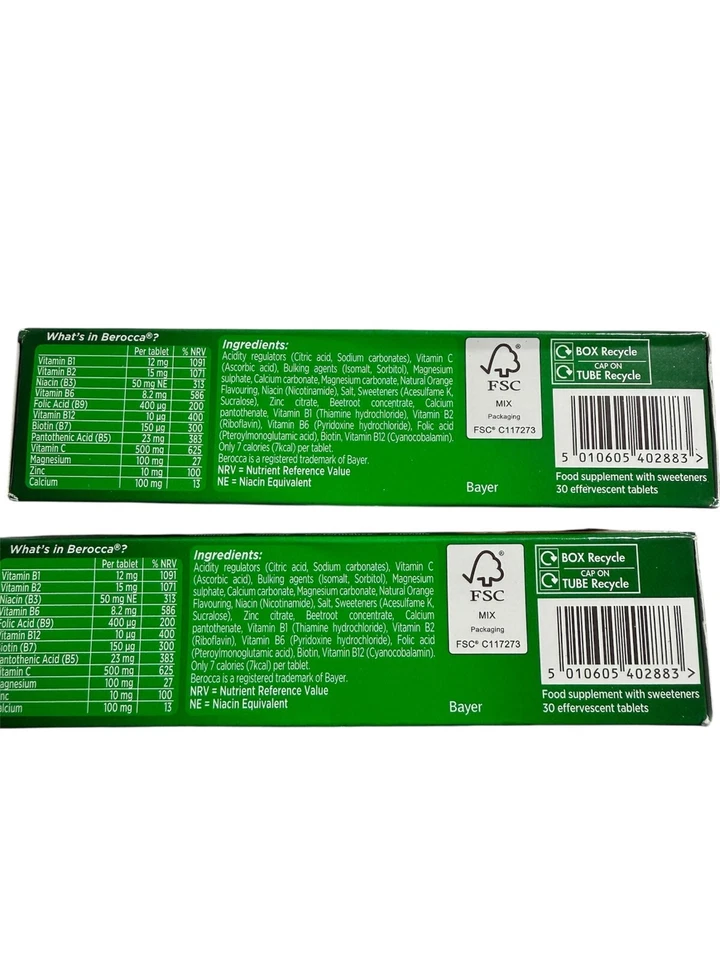 What's in Berocca®?
Per tablet % NRV
Vitamin B1 12 mg 1091
Vitamin B2 15 mg 1071
Niacin (B3) 50 mg NE 313
Vitamin B6 8.2 mg 586
Folic Acid (B9) 400 µg 200
Vitamin B12 10 µg 400
Biotin (B7) 150 µg 300
Pantothenic Acid (B5) 23 mg 383
Vitamin C 500 mg 625
Magnesium 100 mg 27
Zinc 10 mg 100
Calcium 100 mg 13
Ingredients:
Acidity regulators (Citric acid, Sodium carbonates), Vitamin C
(Ascorbic acid), Bulking agents (Isomalt, Sorbitol), Magnesium
sulphate, Calcium carbonate, Magnesium carbonate, Natural Orange
Flavouring, Niacin (Nicotinamide), Salt, Sweeteners (Acesulfame K,
Sucralose), Zinc citrate, Beetroot concentrate, Calcium
pantothenate, Vitamin B1 (Thiamine hydrochloride), Vitamin B2
(Riboflavin), Vitamin B6 (Pyridoxine hydrochloride), Folic acid
(Pteroylmonoglutamic acid), Biotin, Vitamin B12 (Cyanocobalamin).
Only 7 calories (7kcal) per tablet.
Berocca is a registered trademark of Bayer.
NRV = Nutrient Reference Value
NE = Niacin Equivalent
FSC
MIX
Packaging
FSC® C117273
Bayer
BOX Recycle
CAP ON
TUBE Recycle
5 010605 402883 >
Food supplement with sweeteners
30 effervescent tablets
What's in Berocca®?
Per tablet % NRV
Vitamin B1 12 mg 1091
Vitamin B2 15 mg 1071
Niacin (B3) 50 mg NE 313
Vitamin B6 8.2 mg 586
Folic Acid (B9) 400 µg 200
Vitamin B12 10 µg 400
Biotin (B7) 150 µg 300
antothenic Acid (B5) 23 mg 383
itamin C 500 mg 625
agnesium 100 mg 27
nc 10 mg 100
alcium 100 mg 13
Ingredients:
Acidity regulators (Citric acid, Sodium carbonates), Vitamin C
(Ascorbic acid), Bulking agents (Isomalt, Sorbitol), Magnesium
sulphate, Calcium carbonate, Magnesium carbonate, Natural Orange
Flavouring, Niacin (Nicotinamide), Salt, Sweeteners (Acesulfame K,
Sucralose), Zinc citrate, Beetroot concentrate, Calcium
pantothenate, Vitamin B1 (Thiamine hydrochloride), Vitamin B2
(Riboflavin), Vitamin B6 (Pyridoxine hydrochloride), Folic acid
(Pteroylmonoglutamic acid), Biotin, Vitamin B12 (Cyanocobalamin).
Only 7 calories (7kcal) per tablet.
Berocca is a registered trademark of Bayer.
NRV = Nutrient Reference Value
NE = Niacin Equivalent
FSC
MIX
Packaging
FSC® C117273
Bayer
BOX Recycle
CAP ON
TUBE Recycle
5 010605 402883 >
Food supplement with sweeteners
30 effervescent tablets